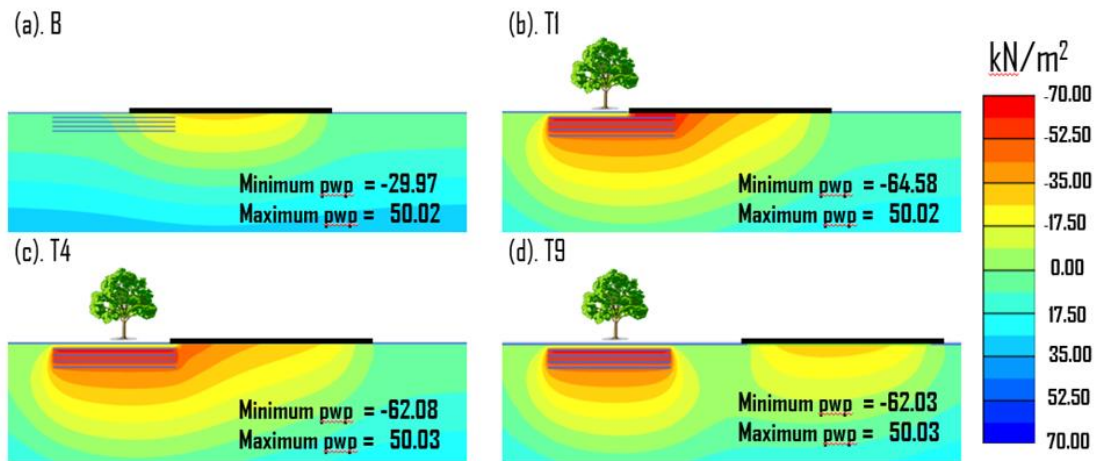 (a). B
Minimum pwp = -29.97
Maximum pwp = 50.02
(b). T1
Minimum pwp = -64.58
Maximum pwp = 50.02
(c). T4
Minimum pwp = -62.08
Maximum pwp = 50.03
(d). T9
Minimum pwp = -62.03
Maximum pwp = 50.03
kN/m²
-70.00
-52.50
-35.00
-17.50
0.00
17.50
35.00
52.50
70.00